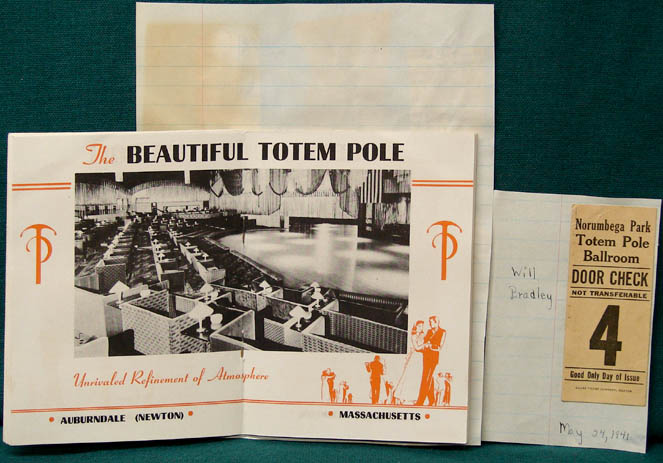 The BEAUTIFUL TOTEM POLE
TP
TP
Unrivaled Refinement of Atmosphere
AUBURNDALE (NEWTON)
MASSACHUSETTS
Will
Bradley
Norumbega Park
Totem Pole
Ballroom
DOOR CHECK
NOT TRANSFERABLE
4
Good Only Day of Issue
May 24, 1941